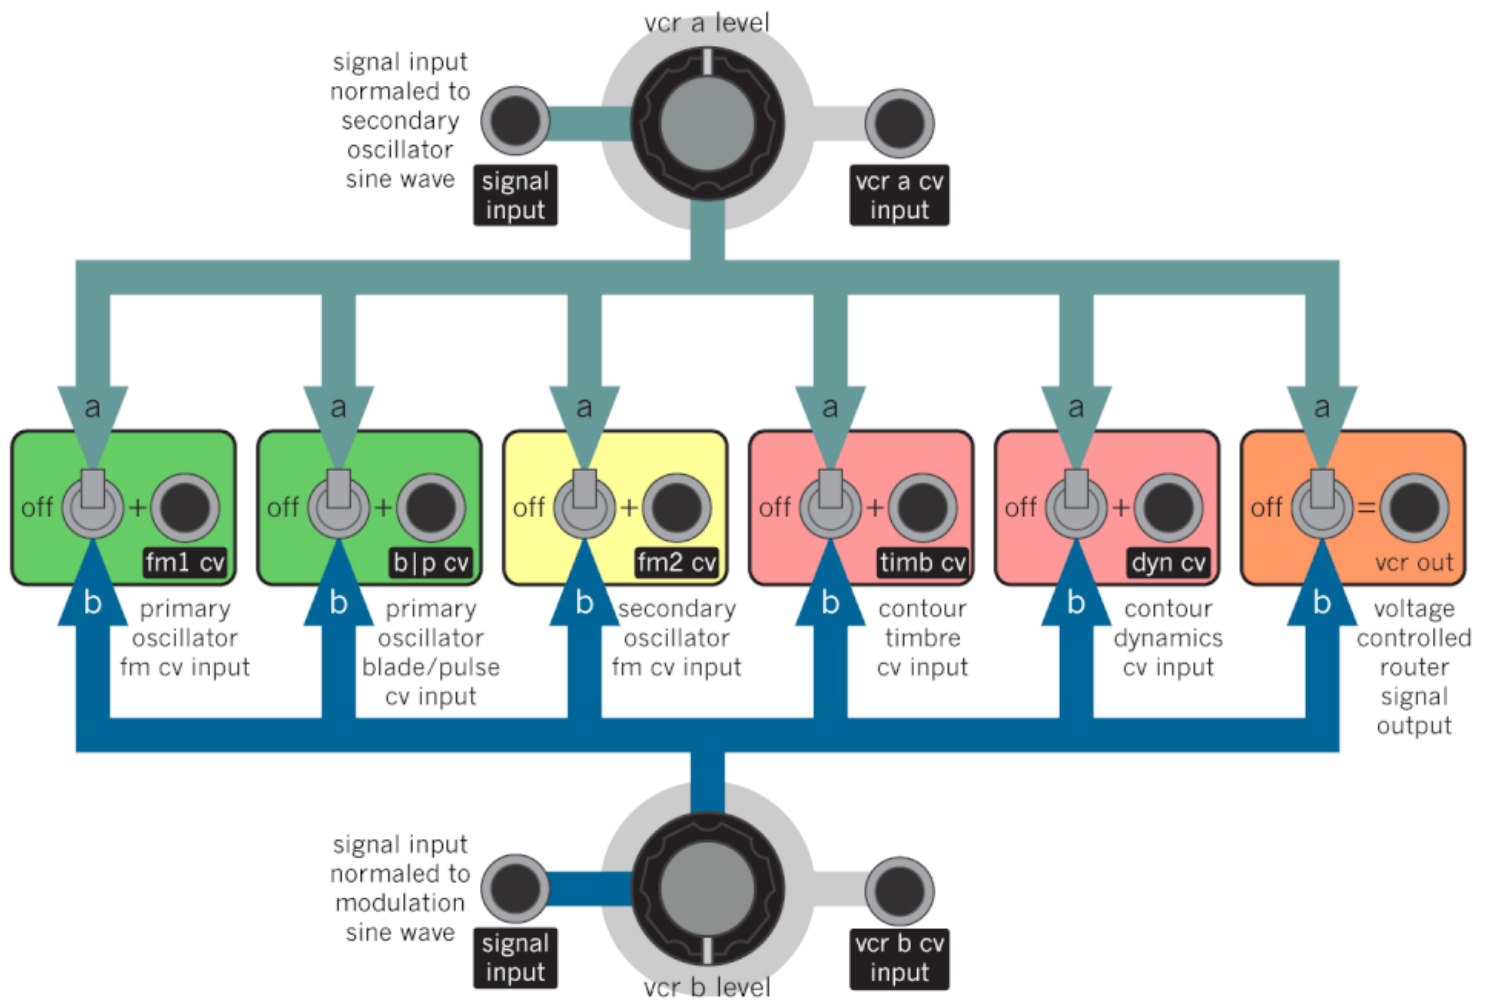 vcr a level
signal input
normaled to
secondary
oscillator
sine wave
signal
input
vcr a cv
input
a
a
a
a
a
a
off
+
fm1 cv
off
+
b|p cv
off
+
fm2 cv
off
+
timb cv
off
+
dyn cv
off
=
vcr out
b
primary
oscillator
fm cv input
b
primary
oscillator
blade/pulse
cv input
b
secondary
oscillator
fm cv input
b
contour
timbre
cv input
b
contour
dynamics
cv input
b
voltage
controlled
router
signal
output
signal input
normaled to
modulation
sine wave
signal
input
vcr b cv
input
vcr b level